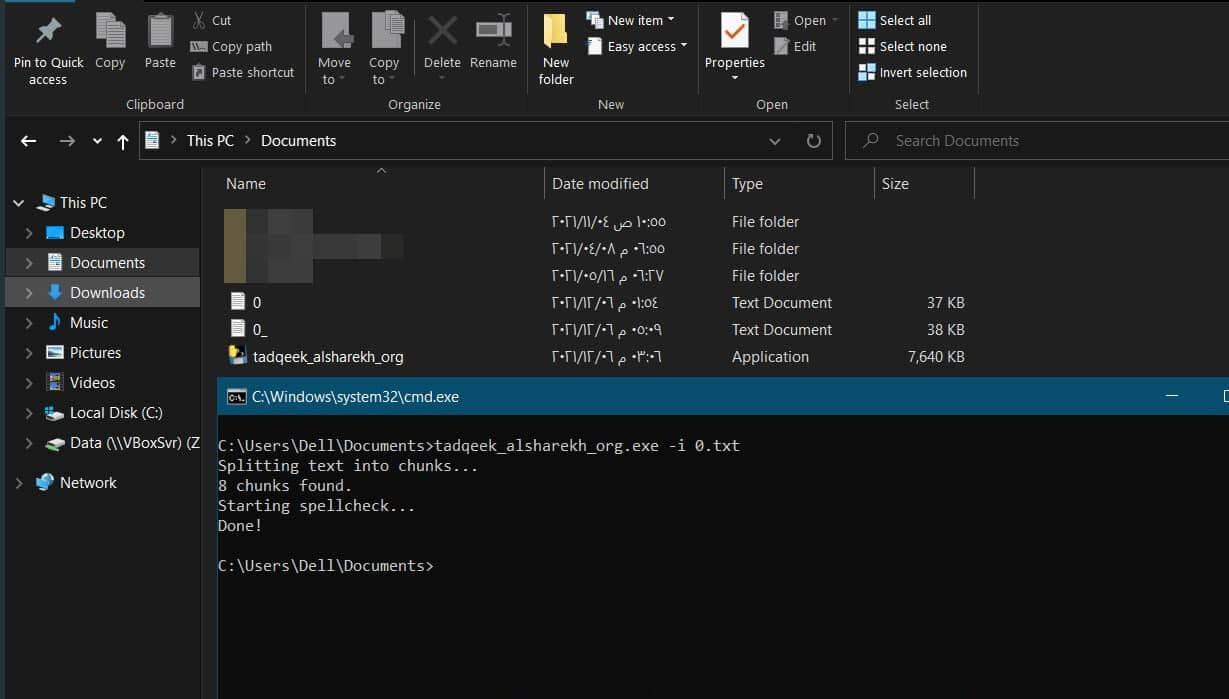 Pin to Quick access
Copy
Paste
Cut
Copy path
Paste shortcut
Clipboard
Move to
Copy to
Delete
Rename
Organize
New folder
New item
Easy access
New
Properties
Open
Edit
Open
Select all
Select none
Invert selection
Select
This PC > Documents
Search Documents
Name Date modified Type Size
This PC
Desktop
Documents
Downloads
Music
Pictures
Videos
Local Disk (C:)
Data (\\VBoxSvr) (Z
Network
٢٠٢١/١١/٠٤ ص ١٠:٥٥ File folder
٢٠٢١/٠٤/٠٨ م ٠٦:٥٥ File folder
٢٠٢١/٠٥/١٦ م ٠٦:٢٧ File folder
0 ٢٠٢١/١٢/٠٦ م ٠١:٥٤ Text Document 37 KB
0_ ٢٠٢١/١٢/٠٦ م ٠٥:٠٩ Text Document 38 KB
tadqeek_alsharekh_org ٢٠٢١/١٢/٠٦ م ٠٣:٠٦ Application 7,640 KB
C:\Windows\system32\cmd.exe
C:\Users\Dell\Documents>tadqeek_alsharekh_org.exe -i 0.txt
Splitting text into chunks...
8 chunks found.
Starting spellcheck...
Done!
C:\Users\Dell\Documents>